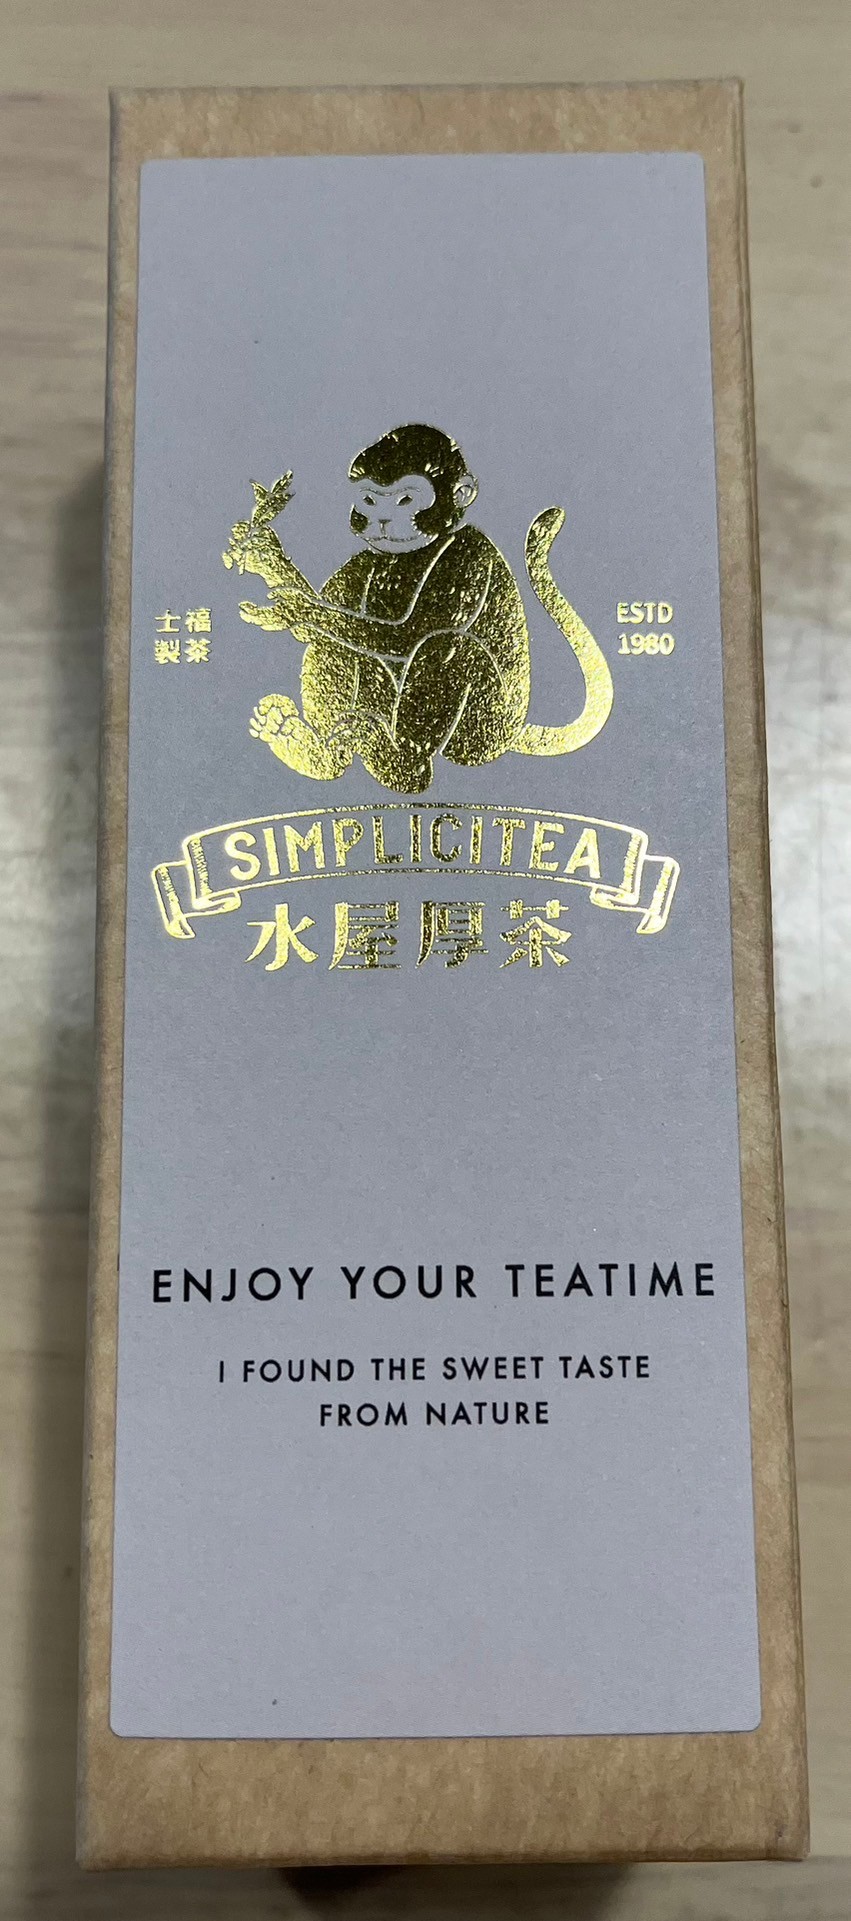 士福
製茶
ESTD
1980
SIMPLICITEA
水屋厚茶
ENJOY YOUR TEATIME
I FOUND THE SWEET TASTE
FROM NATURE